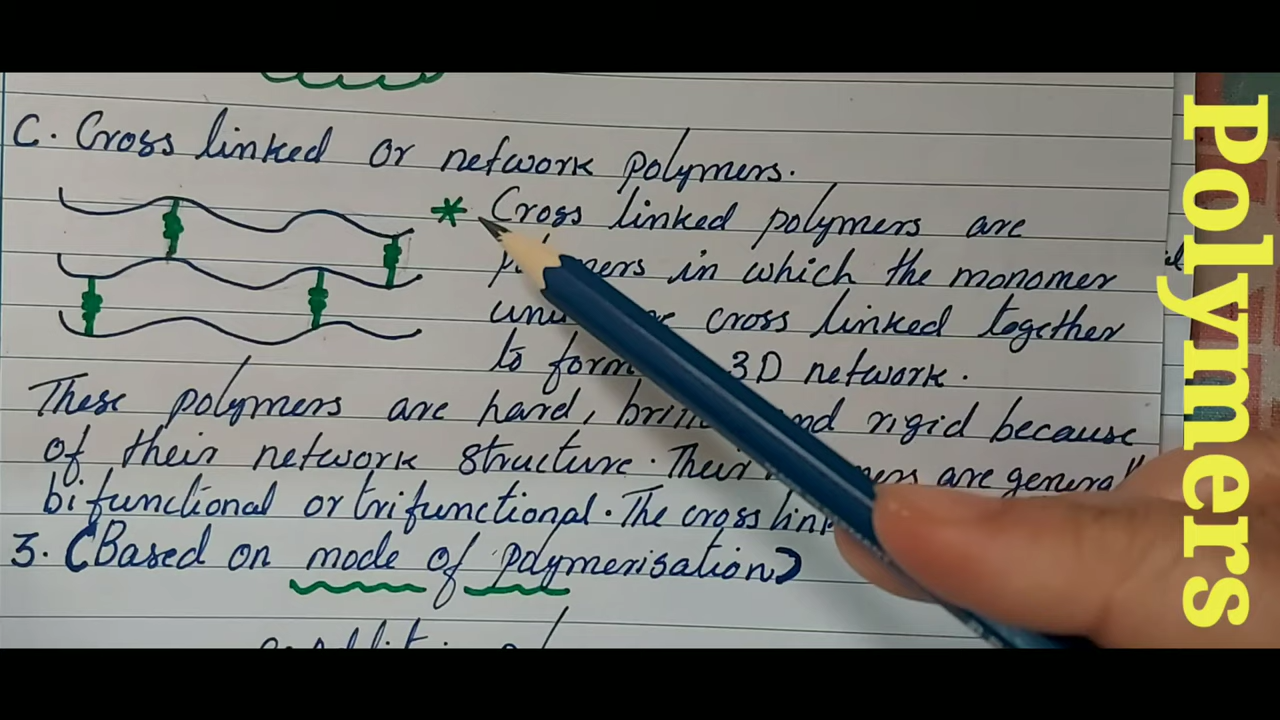 C. Cross linked or network polymers.
* Cross linked polymers are
in which the monomer
cross linked together
to form 3D network.
These polymers are hard, and rigid because
of their network structure. Their are
bifunctional or trifunctional. The cross
3. (Based on mode of polymerisation)
Polymers